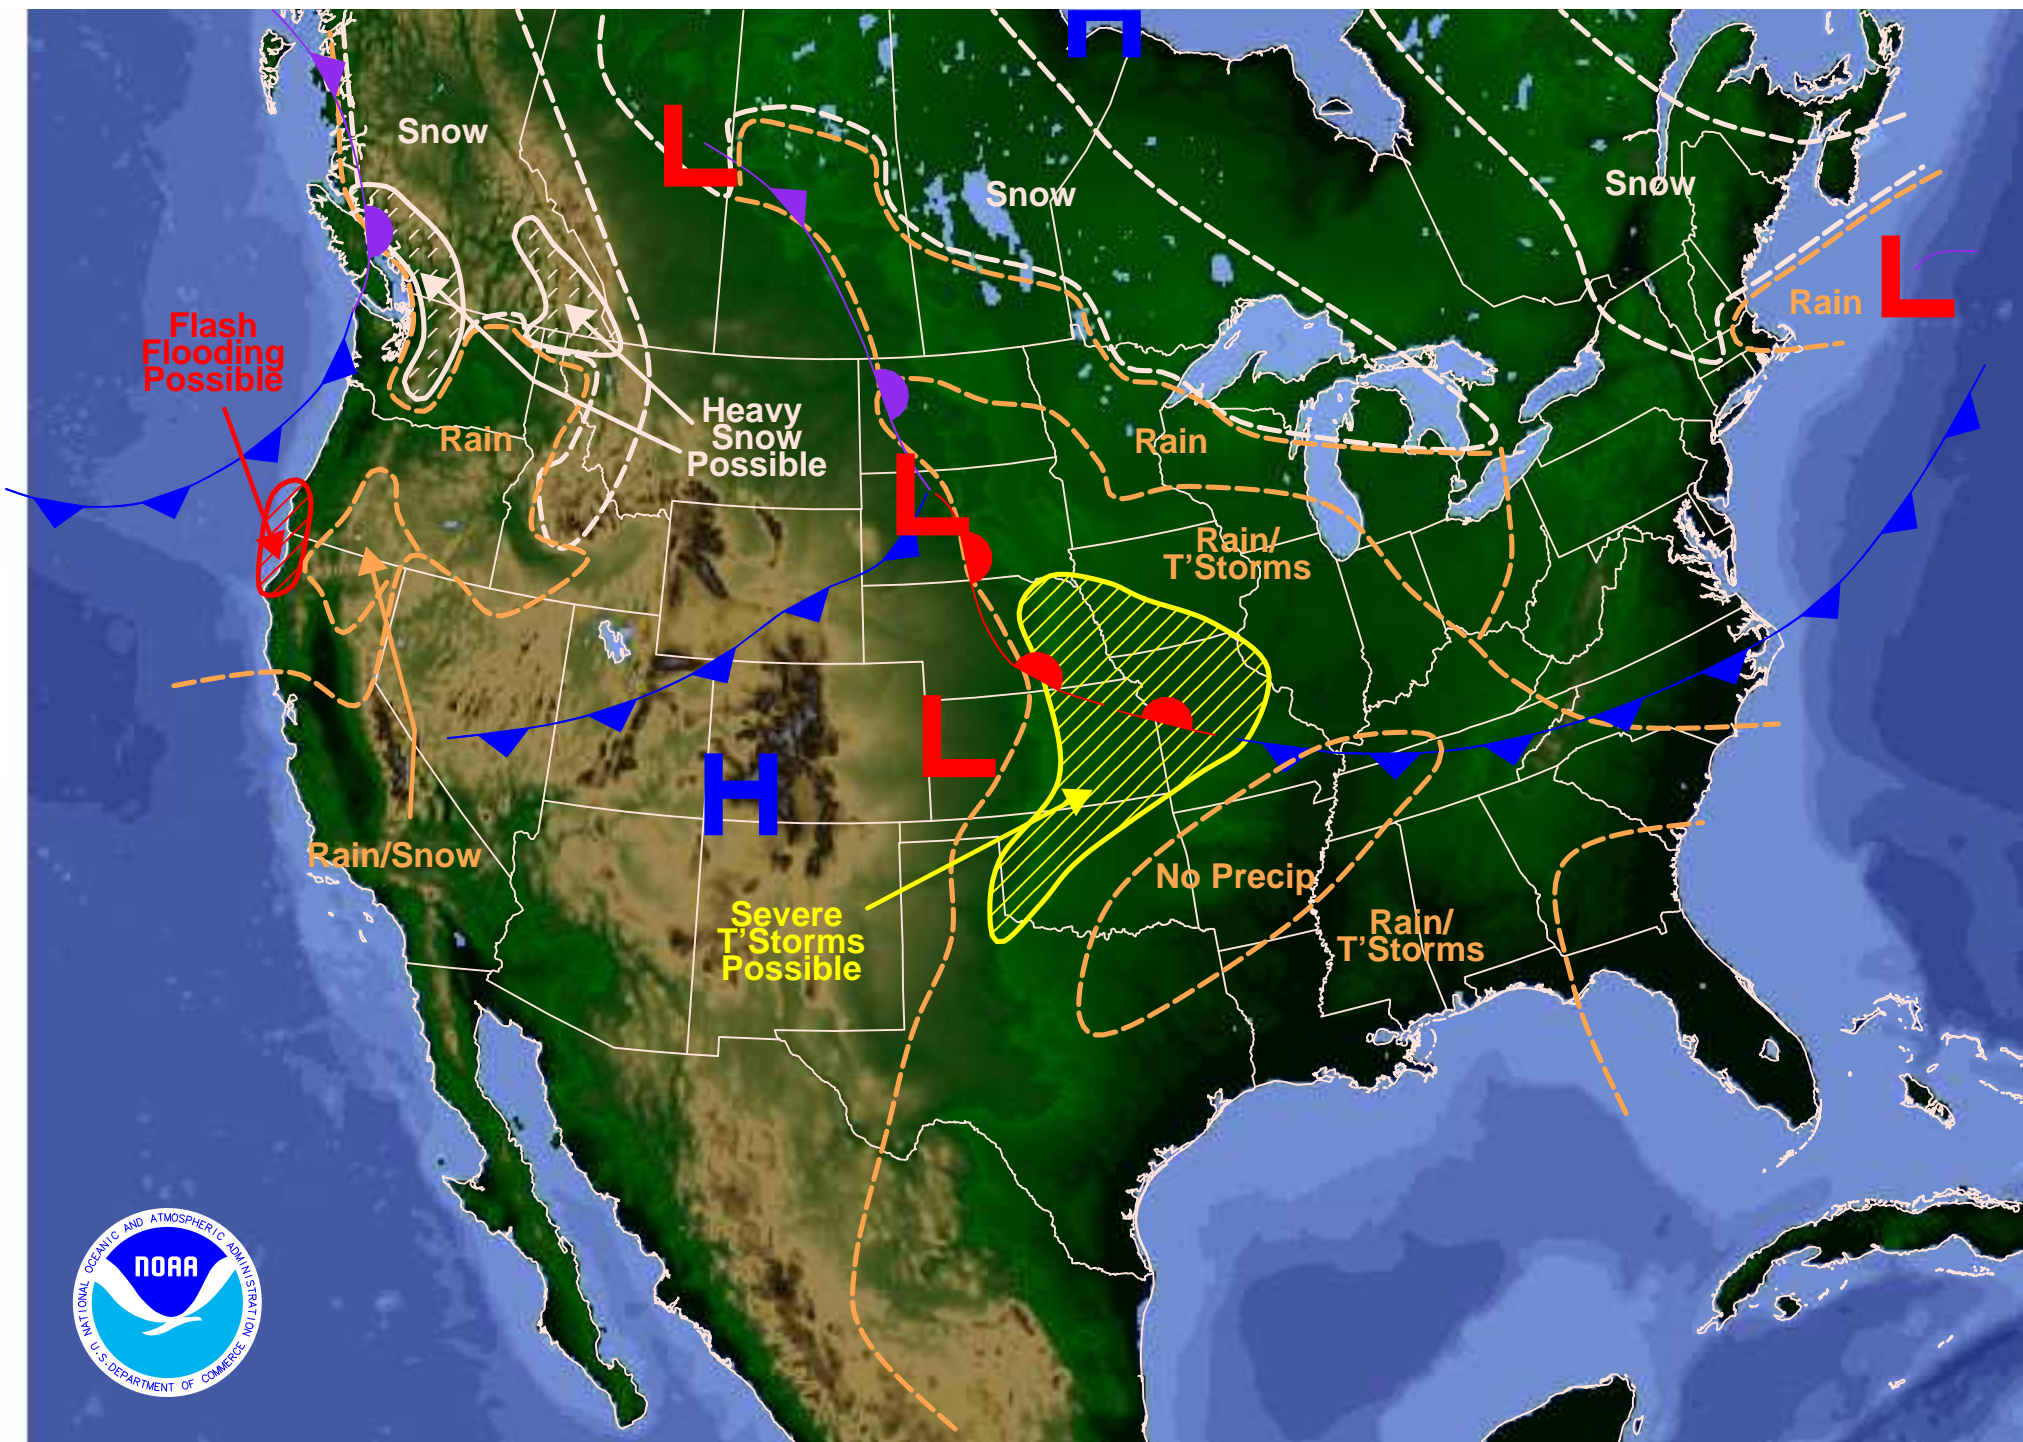 H
Snow
L
Snow
Snow
L
Rain
Flash
Flooding
Possible
Heavy
Snow
Possible
Rain
Rain
L
Rain/
T'Storms
L
H
Rain/Snow
No Precip
Severe
T'Storms
Possible
Rain/
T'Storms
NATIONAL OCEANIC AND ATMOSPHERIC ADMINISTRATION
NOAA
U.S. DEPARTMENT OF COMMERCE